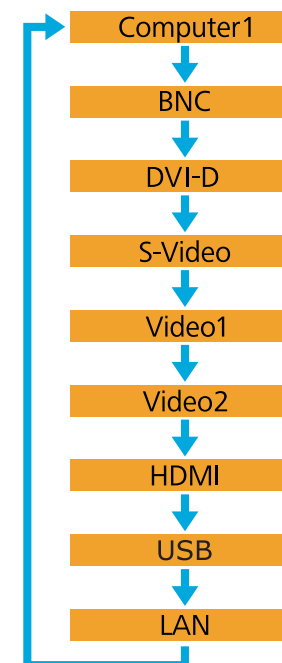 Computer1
BNC
DVI-D
S-Video
Video1
Video2
HDMI
USB
LAN